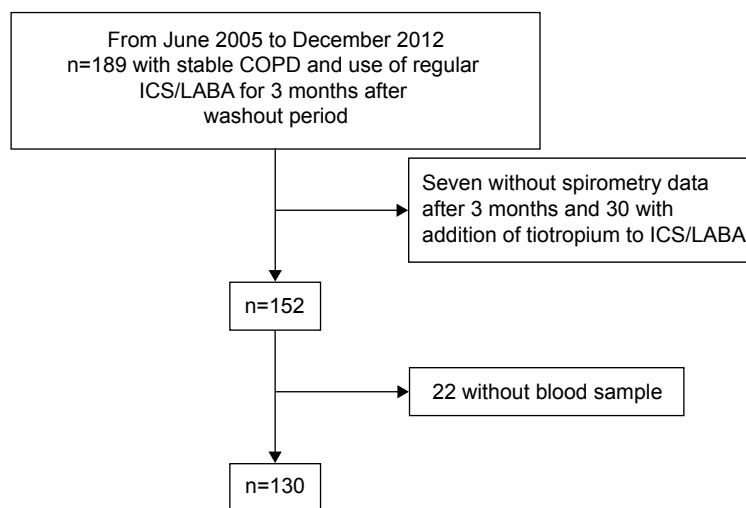 From June 2005 to December 2012
n=189 with stable COPD and use of regular
ICS/LABA for 3 months after
washout period
Seven without spirometry data
after 3 months and 30 with
addition of tiotropium to ICS/LABA
n=152
22 without blood sample
n=130